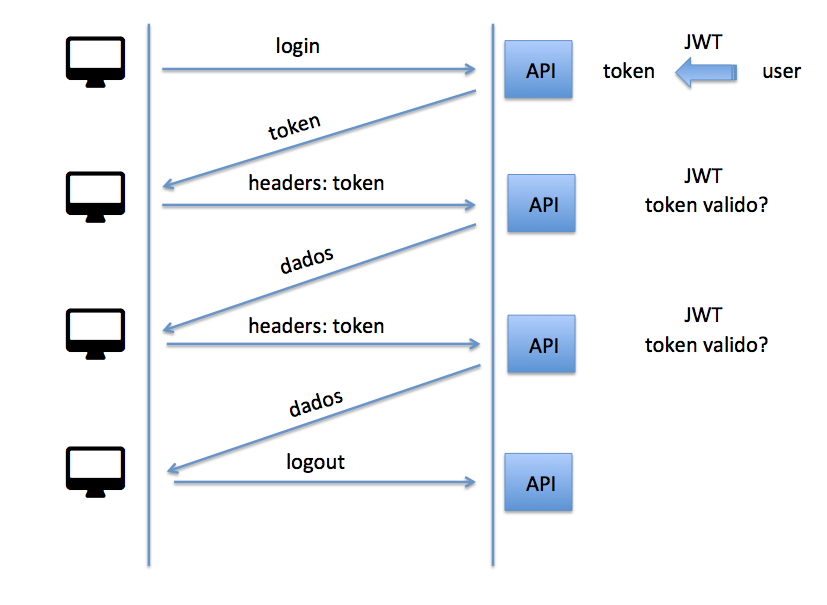 login
JWT
API
token
user
token
headers: token
API
JWT
token valido?
dados
headers: token
API
JWT
token valido?
dados
logout
API